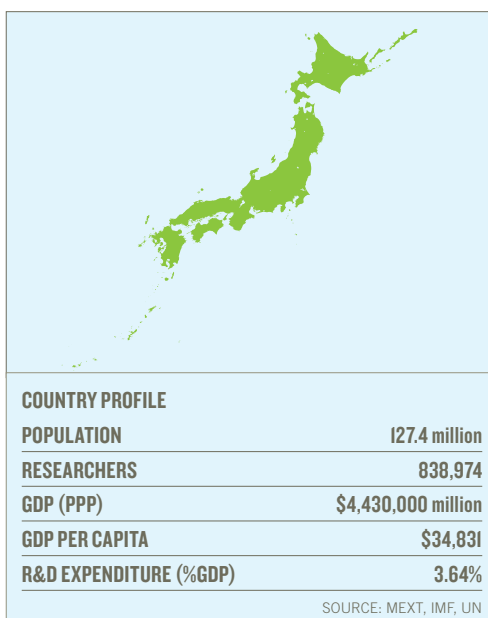 COUNTRY PROFILE
POPULATION 127.4 million
RESEARCHERS 838,974
GDP (PPP) $4,430,000 million
GDP PER CAPITA $34,831
R&D EXPENDITURE (%GDP) 3.64%
SOURCE: MEXT, IMF, UN